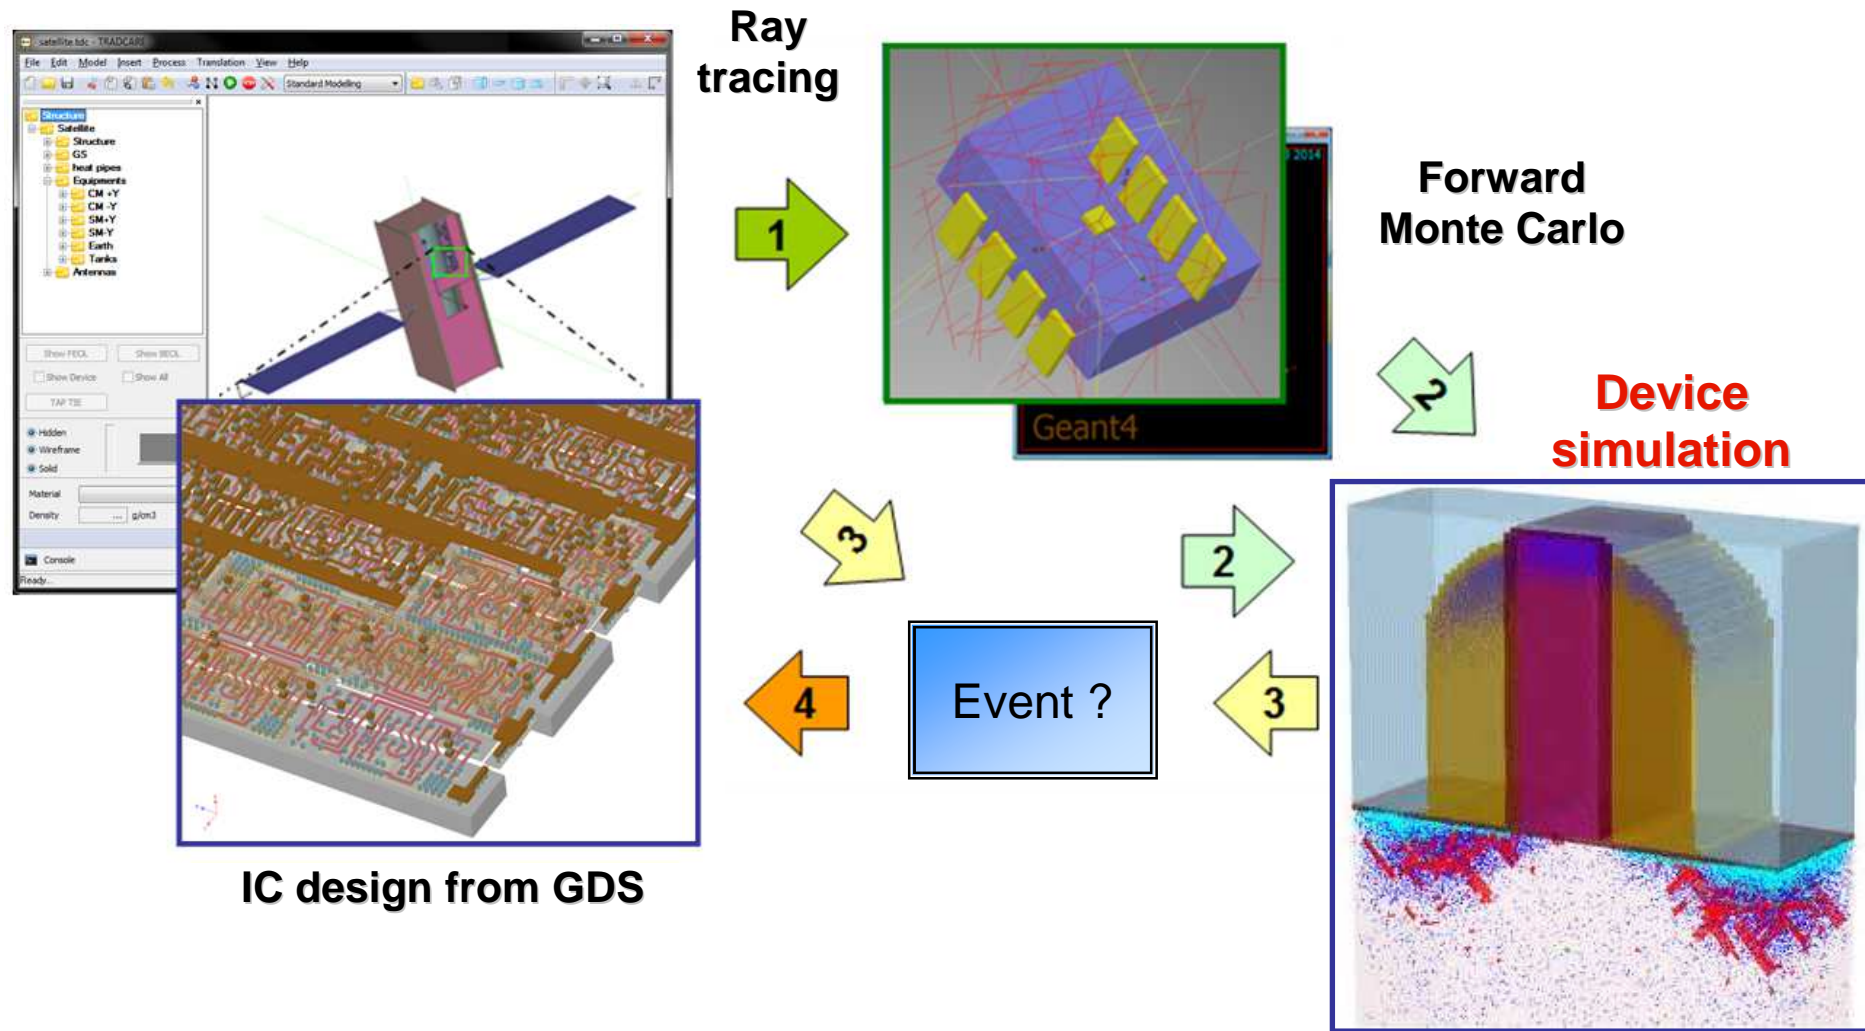 Ray
tracing
satellite.tdc - TRADCARE
File Edit Model Insert Process Translation View Help
Standard Modelling
Structure
Satellite
Structure
GS
heat pipes
Equipments
CM +Y
CM -Y
SM+Y
SM-Y
Earth
Tanks
Antennas
Show FEOL Show BEOL
Show Device Show All
TAP TIE
Hidden
Wireframe
Solid
Material
Density ... g/cm3
Console
Ready...
1
2014
Geant4
Forward
Monte Carlo
2
Device
simulation
3
2
Event ?
4
3
IC design from GDS